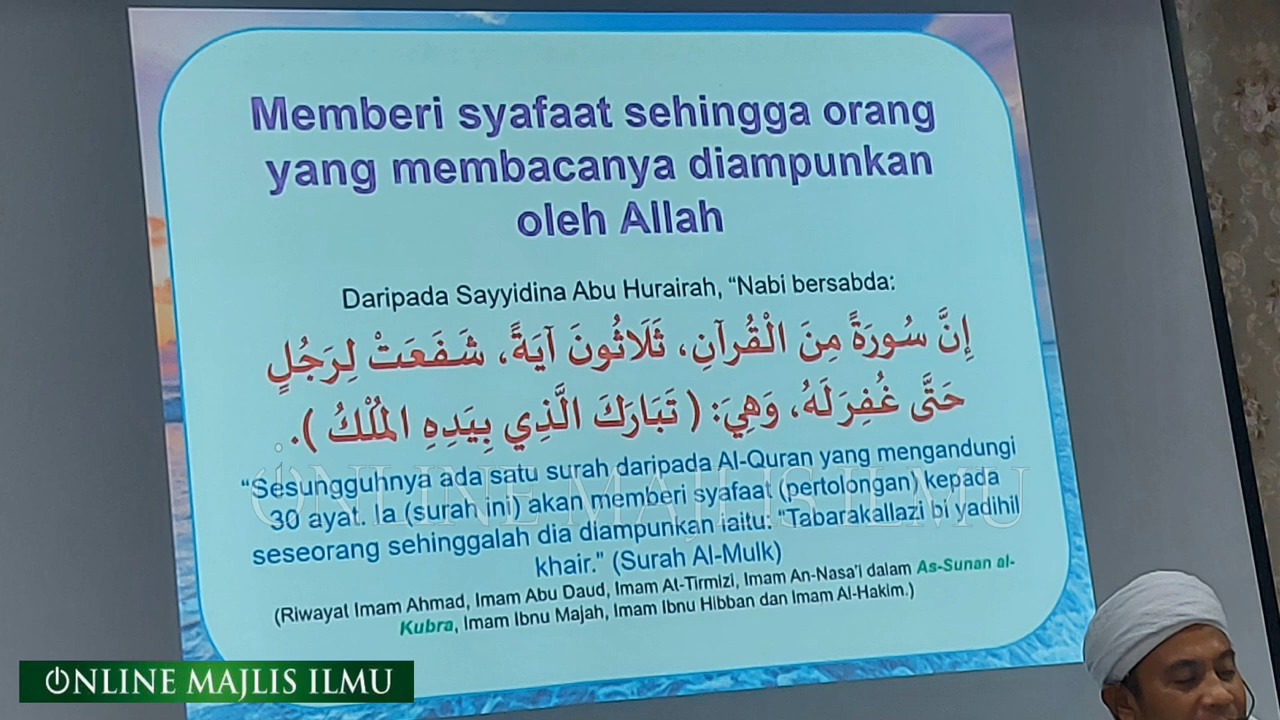 Memberi syafaat sehingga orang
yang membacanya diampunkan
oleh Allah
Daripada Sayyidina Abu Hurairah, “Nabi bersabda:
إِنَّ سُورَةً مِنَ الْقُرآنِ، ثَلَاثُونَ آيَةً، شَفَعَتْ لِرَجُلٍ
حَتَّى غُفِرَ لَهُ، وَهِيَ: ( تَبَارَكَ الَّذِي بِيَدِهِ المُلْكُ ).
“Sesungguhnya ada satu surah daripada Al-Quran yang mengandungi
30 ayat. Ia (surah ini) akan memberi syafaat (pertolongan) kepada
seseorang sehinggalah dia diampunkan iaitu: “Tabarakallazi bi yadihil
khair.” (Surah Al-Mulk)
(Riwayat Imam Ahmad, Imam Abu Daud, Imam At-Tirmizi, Imam An-Nasa’i dalam As-Sunan al-
Kubra, Imam Ibnu Majah, Imam Ibnu Hibban dan Imam Al-Hakim.)
ONLINE MAJLIS ILMU
ONLINE MAJLIS ILMU